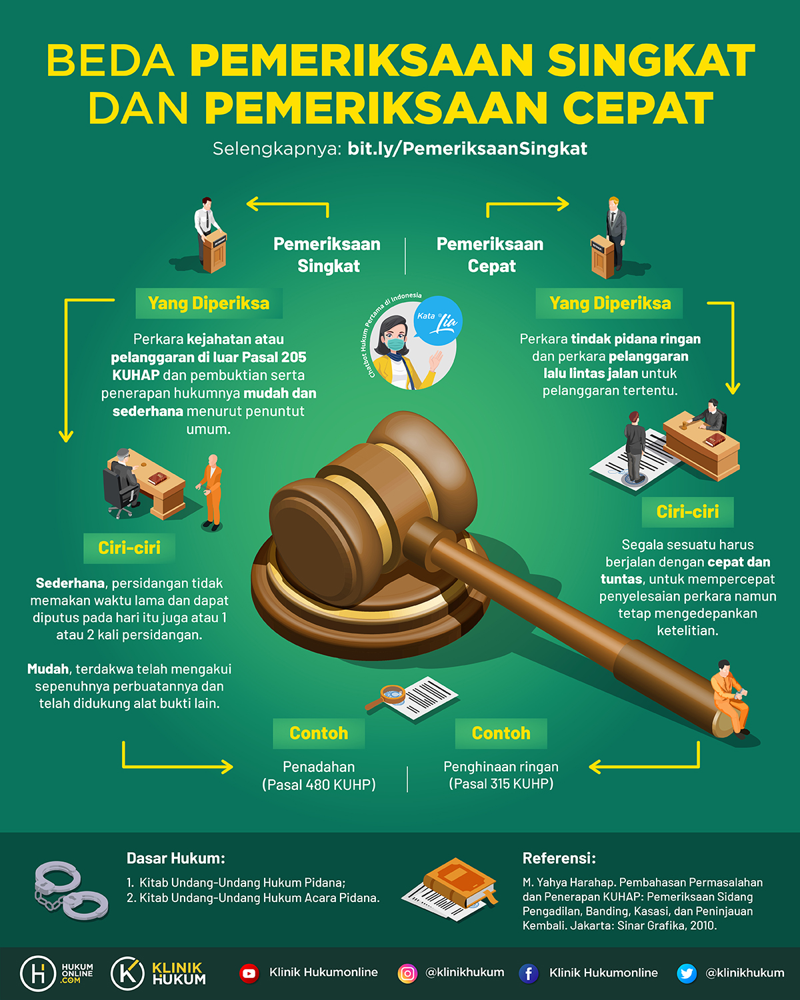 BEDA PEMERIKSAAN SINGKAT
DAN PEMERIKSAAN CEPAT
Selengkapnya: bit.ly/PemeriksaanSingkat
Pemeriksaan
Singkat
Yang Diperiksa
Perkara kejahatan atau
pelanggaran di luar Pasal 205
KUHAP dan pembuktian serta
penerapan hukumnya mudah dan
sederhana menurut penuntut
umum.
Ciri-ciri
Sederhana, persidangan tidak
memakan waktu lama dan dapat
diputus pada hari itu juga atau 1
atau 2 kali persidangan.
Mudah, terdakwa telah mengakui
sepenuhnya perbuatannya dan
telah didukung alat bukti lain.
Contoh
Penadahan
(Pasal 480 KUHP)
Chatbot Hukum Pertama di Indonesia
Kata ®
Lia
Pemeriksaan
Cepat
Yang Diperiksa
Perkara tindak pidana ringan
dan perkara pelanggaran
lalu lintas jalan untuk
pelanggaran tertentu.
Ciri-ciri
Segala sesuatu harus
berjalan dengan cepat dan
tuntas, untuk mempercepat
penyelesaian perkara namun
tetap mengedepankan
ketelitian.
Contoh
Penghinaan ringan
(Pasal 315 KUHP)
Dasar Hukum:
1. Kitab Undang-Undang Hukum Pidana;
2. Kitab Undang-Undang Hukum Acara Pidana.
Referensi:
M. Yahya Harahap. Pembahasan Permasalahan
dan Penerapan KUHAP: Pemeriksaan Sidang
Pengadilan, Banding, Kasasi, dan Peninjauan
Kembali. Jakarta: Sinar Grafika, 2010.
HUKUM
ONLINE
.COM
KLINIK
HUKUM
Klinik Hukumonline
@klinikhukum
Klinik Hukumonline
@klinikhukum